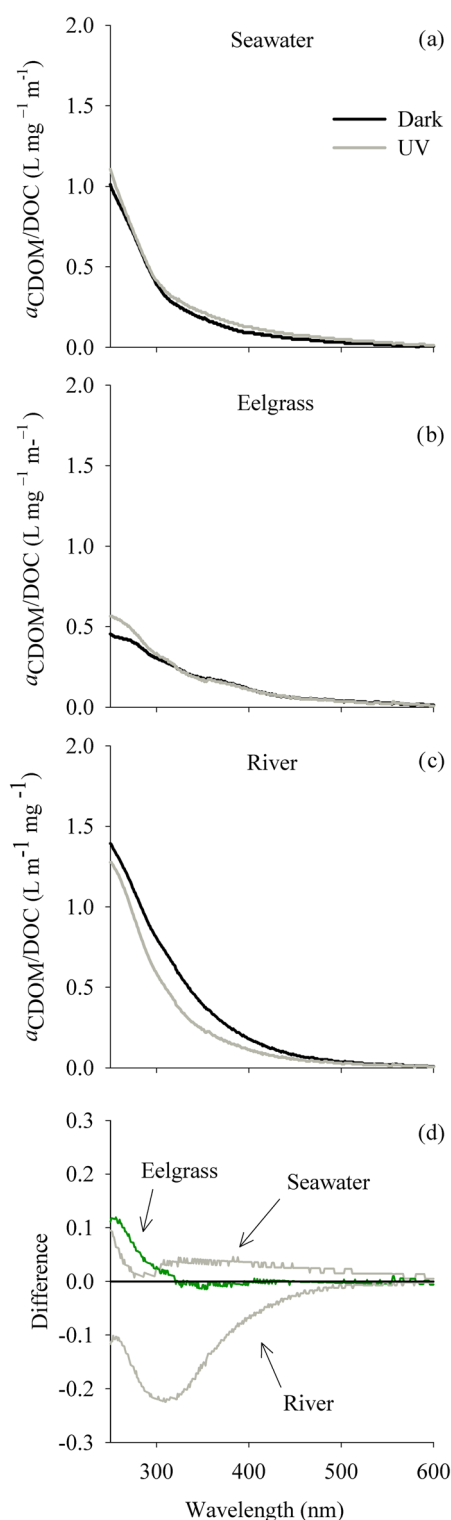 Seawater
(a)
Dark
UV
2.0
1.5
1.0
0.5
0.0
aCDOM/DOC (L mg⁻¹ m⁻¹)
Eelgrass
(b)
2.0
1.5
1.0
0.5
0.0
aCDOM/DOC (L mg⁻¹ m-⁻¹)
River
(c)
2.0
1.5
1.0
0.5
0.0
aCDOM/DOC (L m⁻¹ mg⁻¹)
(d)
Eelgrass
Seawater
River
0.3
0.2
0.1
0.0
-0.1
-0.2
-0.3
Difference
300 400 500 600
Wavelength (nm)